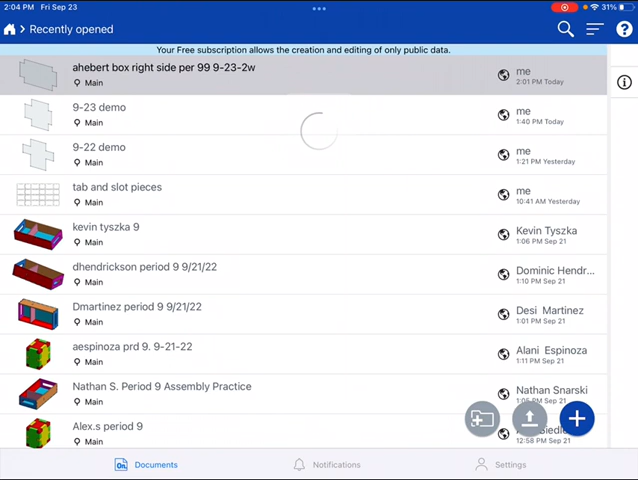 2:04 PM Fri Sep 23
31%
Recently opened
Your Free subscription allows the creation and editing of only public data.
ahebert box right side per 99 9-23-2w
Main
me
2:01 PM Today
9-23 demo
Main
me
1:40 PM Today
9-22 demo
Main
me
1:21 PM Yesterday
tab and slot pieces
Main
me
10:41 AM Yesterday
kevin tyszka 9
Main
Kevin Tyszka
1:06 PM Sep 21
dhendrickson period 9 9/21/22
Main
Dominic Hendr...
1:10 PM Sep 21
Dmartinez period 9 9/21/22
Main
Desi Martinez
1:01 PM Sep 21
aespinoza prd 9. 9-21-22
Main
Alani Espinoza
1:11 PM Sep 21
Nathan S. Period 9 Assembly Practice
Main
Nathan Snarski
PM Sep 21
Alex.s period 9
Main
12:58 PM Sep 21
On
Documents
Notifications
Settings